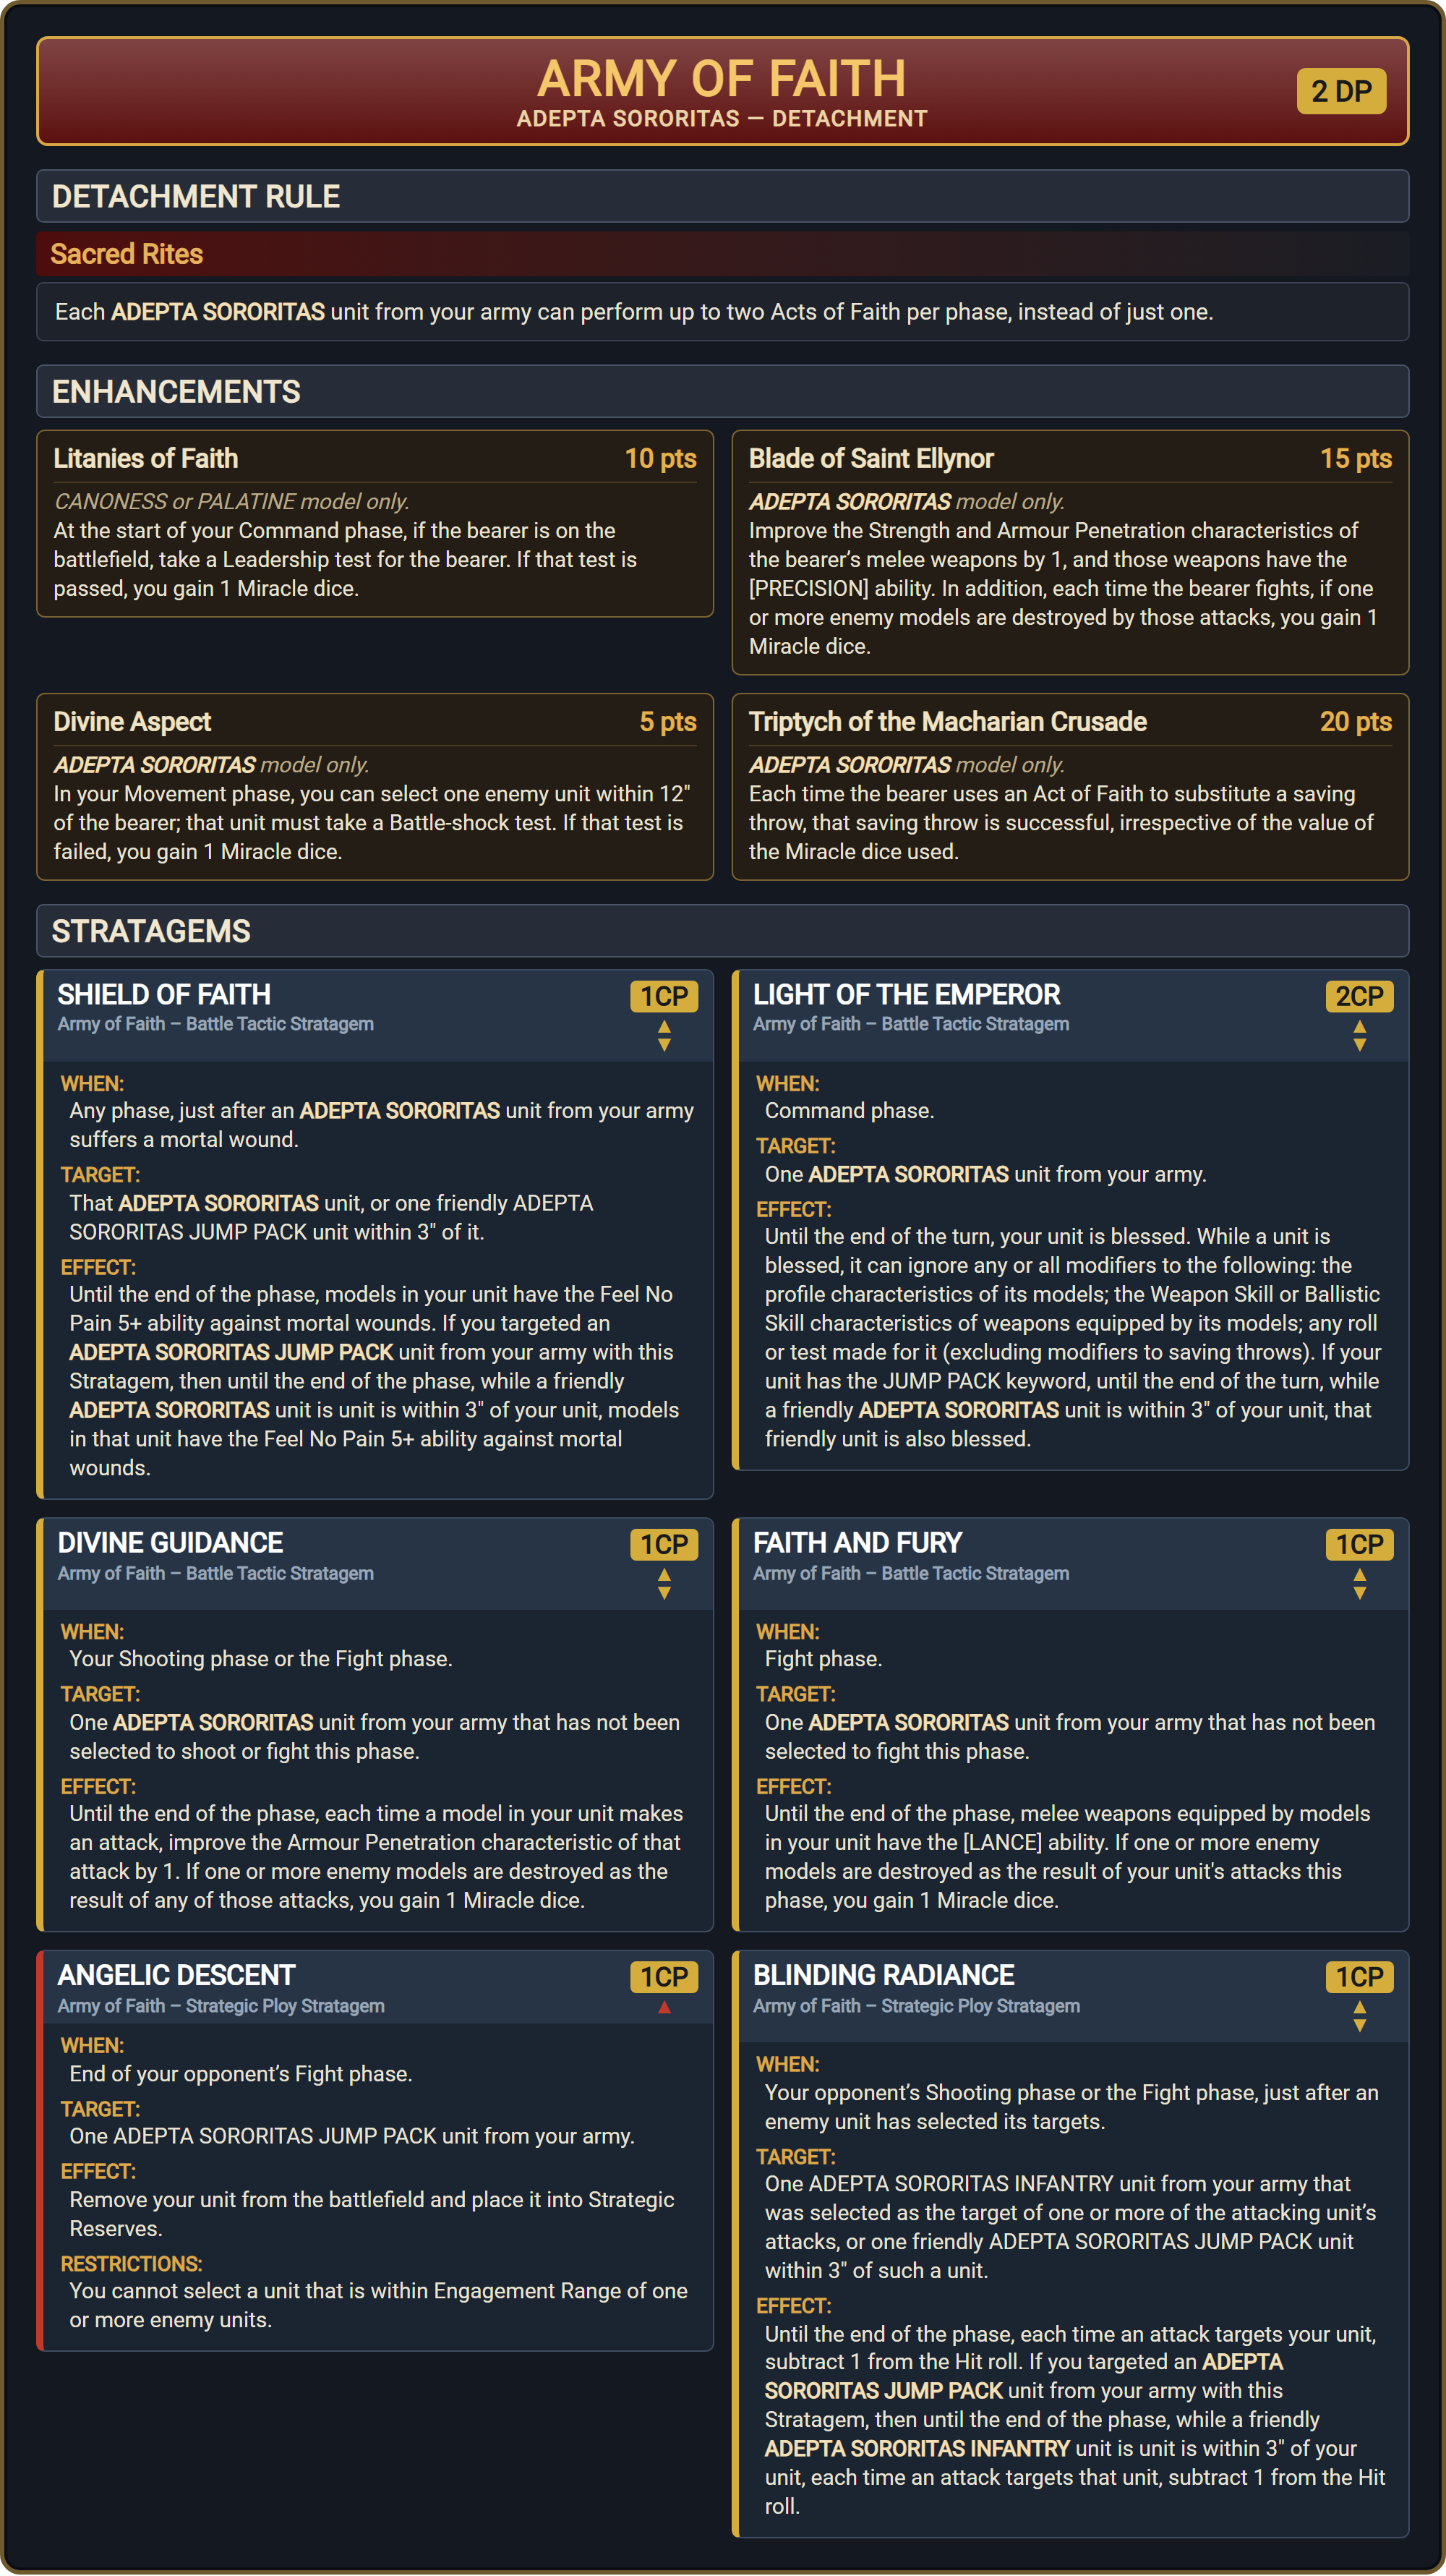 ARMY OF FAITH
ADEPTA SORORITAS — DETACHMENT
2 DP
DETACHMENT RULE
Sacred Rites
Each ADEPTA SORORITAS unit from your army can perform up to two Acts of Faith per phase, instead of just one.
ENHANCEMENTS
Litanies of Faith
10 pts
CANONESS or PALATINE model only.
At the start of your Command phase, if the bearer is on the
battlefield, take a Leadership test for the bearer. If that test is
passed, you gain 1 Miracle dice.
Blade of Saint Ellynor
15 pts
ADEPTA SORORITAS model only.
Improve the Strength and Armour Penetration characteristics of
the bearer’s melee weapons by 1, and those weapons have the
[PRECISION] ability. In addition, each time the bearer fights, if one
or more enemy models are destroyed by those attacks, you gain 1
Miracle dice.
Divine Aspect
5 pts
ADEPTA SORORITAS model only.
In your Movement phase, you can select one enemy unit within 12"
of the bearer; that unit must take a Battle-shock test. If that test is
failed, you gain 1 Miracle dice.
Triptych of the Macharian Crusade
20 pts
ADEPTA SORORITAS model only.
Each time the bearer uses an Act of Faith to substitute a saving
throw, that saving throw is successful, irrespective of the value of
the Miracle dice used.
STRATAGEMS
SHIELD OF FAITH
1CP
Army of Faith – Battle Tactic Stratagem
▲
▼
WHEN:
Any phase, just after an ADEPTA SORORITAS unit from your army
suffers a mortal wound.
TARGET:
That ADEPTA SORORITAS unit, or one friendly ADEPTA
SORORITAS JUMP PACK unit within 3" of it.
EFFECT:
Until the end of the phase, models in your unit have the Feel No
Pain 5+ ability against mortal wounds. If you targeted an
ADEPTA SORORITAS JUMP PACK unit from your army with this
Stratagem, then until the end of the phase, while a friendly
ADEPTA SORORITAS unit is unit is within 3" of your unit, models
in that unit have the Feel No Pain 5+ ability against mortal
wounds.
LIGHT OF THE EMPEROR
2CP
Army of Faith – Battle Tactic Stratagem
▲
▼
WHEN:
Command phase.
TARGET:
One ADEPTA SORORITAS unit from your army.
EFFECT:
Until the end of the turn, your unit is blessed. While a unit is
blessed, it can ignore any or all modifiers to the following: the
profile characteristics of its models; the Weapon Skill or Ballistic
Skill characteristics of weapons equipped by its models; any roll
or test made for it (excluding modifiers to saving throws). If your
unit has the JUMP PACK keyword, until the end of the turn, while
a friendly ADEPTA SORORITAS unit is within 3" of your unit, that
friendly unit is also blessed.
DIVINE GUIDANCE
1CP
Army of Faith – Battle Tactic Stratagem
▲
▼
WHEN:
Your Shooting phase or the Fight phase.
TARGET:
One ADEPTA SORORITAS unit from your army that has not been
selected to shoot or fight this phase.
EFFECT:
Until the end of the phase, each time a model in your unit makes
an attack, improve the Armour Penetration characteristic of that
attack by 1. If one or more enemy models are destroyed as the
result of any of those attacks, you gain 1 Miracle dice.
FAITH AND FURY
1CP
Army of Faith – Battle Tactic Stratagem
▲
▼
WHEN:
Fight phase.
TARGET:
One ADEPTA SORORITAS unit from your army that has not been
selected to fight this phase.
EFFECT:
Until the end of the phase, melee weapons equipped by models
in your unit have the [LANCE] ability. If one or more enemy
models are destroyed as the result of your unit's attacks this
phase, you gain 1 Miracle dice.
ANGELIC DESCENT
1CP
Army of Faith – Strategic Ploy Stratagem
▲
WHEN:
End of your opponent’s Fight phase.
TARGET:
One ADEPTA SORORITAS JUMP PACK unit from your army.
EFFECT:
Remove your unit from the battlefield and place it into Strategic
Reserves.
RESTRICTIONS:
You cannot select a unit that is within Engagement Range of one
or more enemy units.
BLINDING RADIANCE
1CP
Army of Faith – Strategic Ploy Stratagem
▲
▼
WHEN:
Your opponent’s Shooting phase or the Fight phase, just after an
enemy unit has selected its targets.
TARGET:
One ADEPTA SORORITAS INFANTRY unit from your army that
was selected as the target of one or more of the attacking unit’s
attacks, or one friendly ADEPTA SORORITAS JUMP PACK unit
within 3" of such a unit.
EFFECT:
Until the end of the phase, each time an attack targets your unit,
subtract 1 from the Hit roll. If you targeted an ADEPTA
SORORITAS JUMP PACK unit from your army with this
Stratagem, then until the end of the phase, while a friendly
ADEPTA SORORITAS INFANTRY unit is unit is within 3" of your
unit, each time an attack targets that unit, subtract 1 from the Hit
roll.